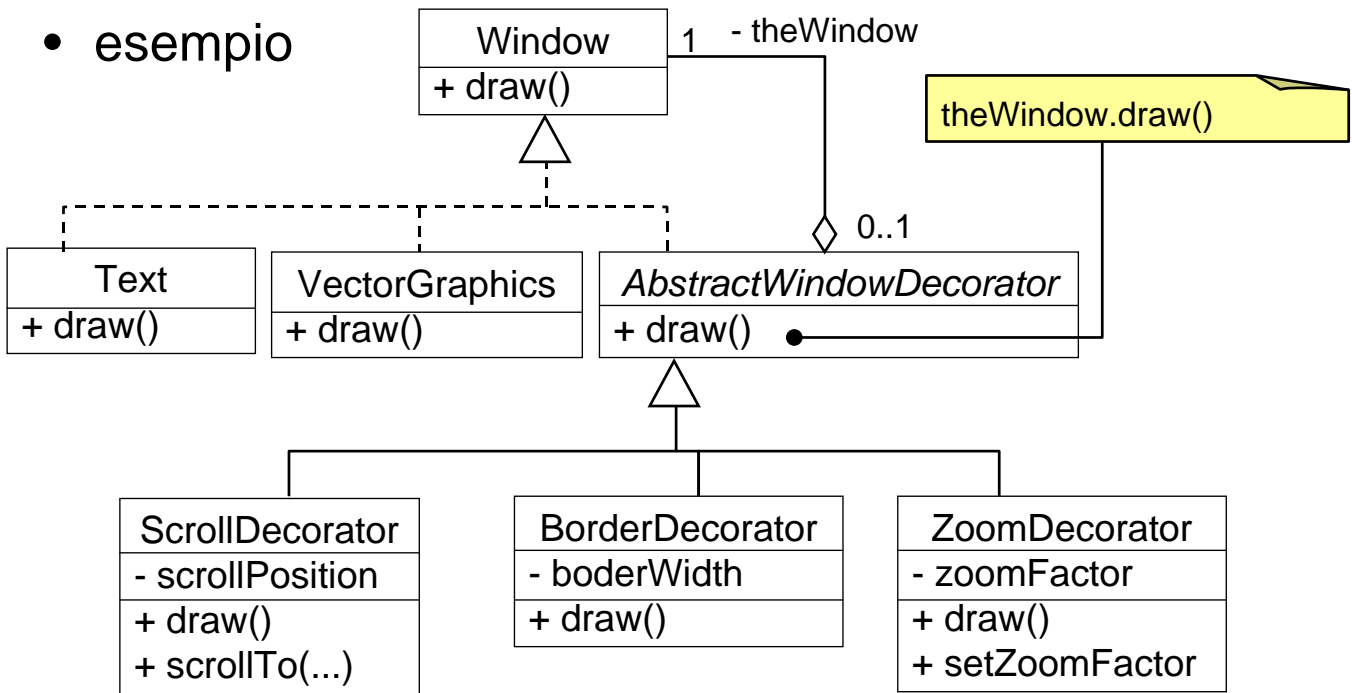 • esempio
Window
+ draw()
1
- theWindow
theWindow.draw()
0..1
Text
+ draw()
VectorGraphics
+ draw()
AbstractWindowDecorator
+ draw()
ScrollDecorator
- scrollPosition
+ draw()
+ scrollTo(...)
BorderDecorator
- boderWidth
+ draw()
ZoomDecorator
- zoomFactor
+ draw()
+ setZoomFactor